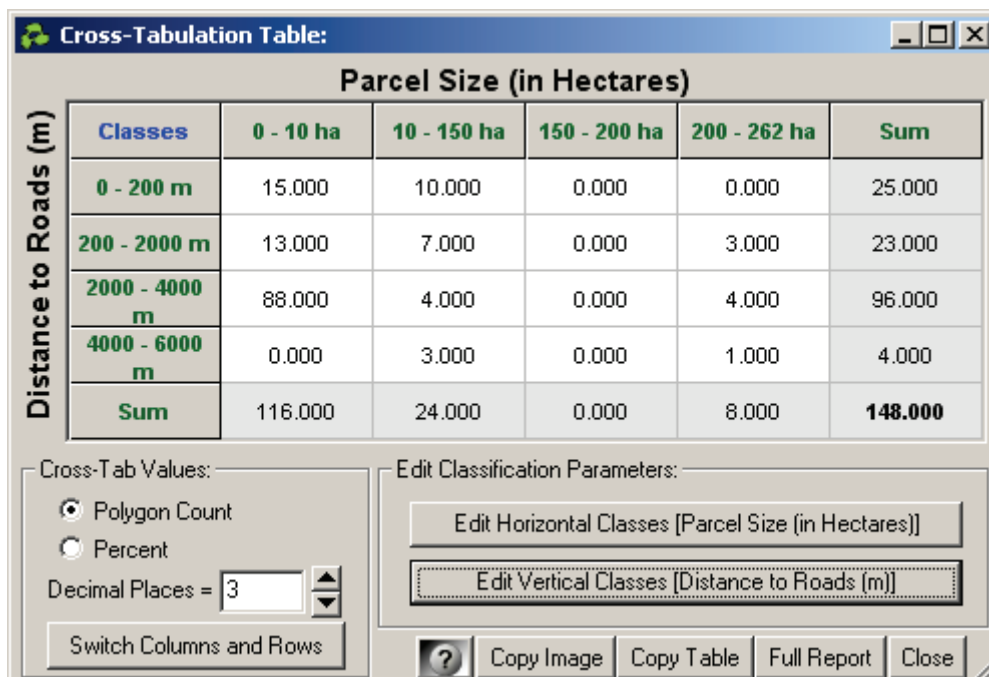 Cross-Tabulation Table:
Parcel Size (in Hectares)
Distance to Roads (m)
Classes 0 - 10 ha 10 - 150 ha 150 - 200 ha 200 - 262 ha Sum
0 - 200 m 15.000 10.000 0.000 0.000 25.000
200 - 2000 m 13.000 7.000 0.000 3.000 23.000
2000 - 4000
m 88.000 4.000 0.000 4.000 96.000
4000 - 6000
m 0.000 3.000 0.000 1.000 4.000
Sum 116.000 24.000 0.000 8.000 148.000
Cross-Tab Values:
Polygon Count
Percent
Decimal Places = 3
Switch Columns and Rows
Edit Classification Parameters:
Edit Horizontal Classes [Parcel Size (in Hectares)]
Edit Vertical Classes [Distance to Roads (m)]
? Copy Image Copy Table Full Report Close